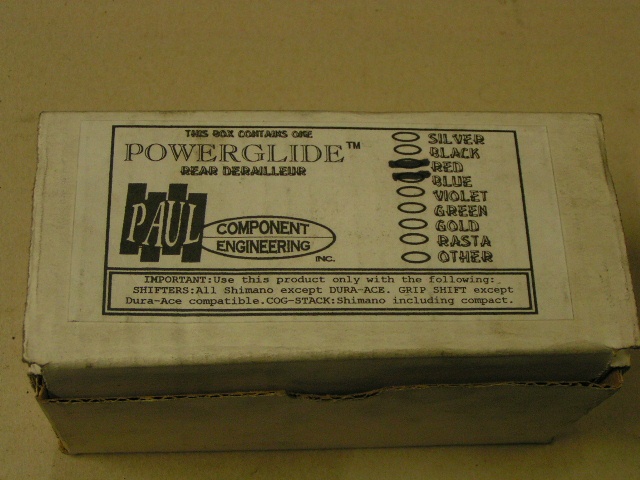 THIS BOX CONTAINS ONE
POWERGLIDE™
REAR DERAILLEUR
PAUL
COMPONENT
ENGINEERING
INC.
SILVER
BLACK
RED
BLUE
VIOLET
GREEN
GOLD
RASTA
OTHER
IMPORTANT:Use this product only with the following:
SHIFTERS:All Shimano except DURA-ACE. GRIP SHIFT except
Dura-Ace compatible.COG-STACK:Shimano including compact.